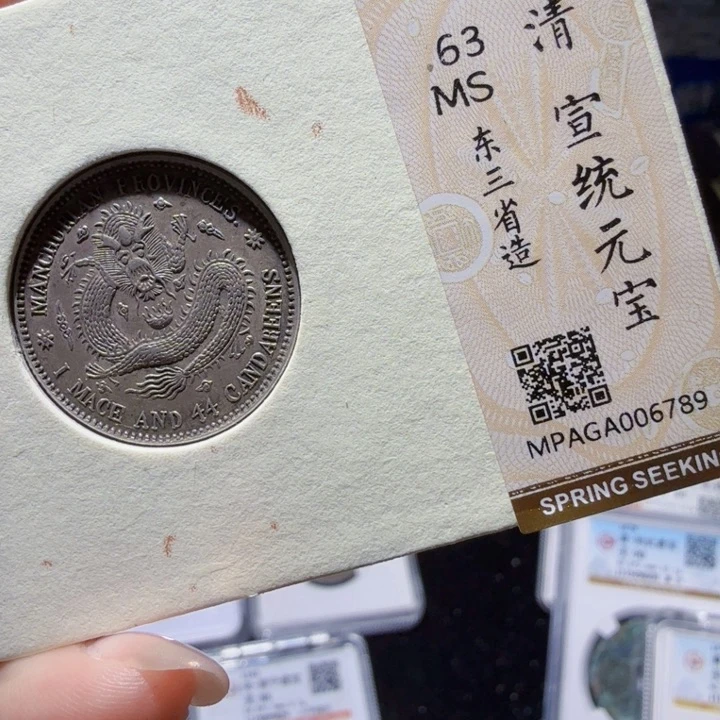 MANCHURIAN PROVINCES.
1 MACE AND 44 CANDAREENS
63
MS
清
宣统元宝
东三省造
MPAGA006789
SPRING SEEKIN